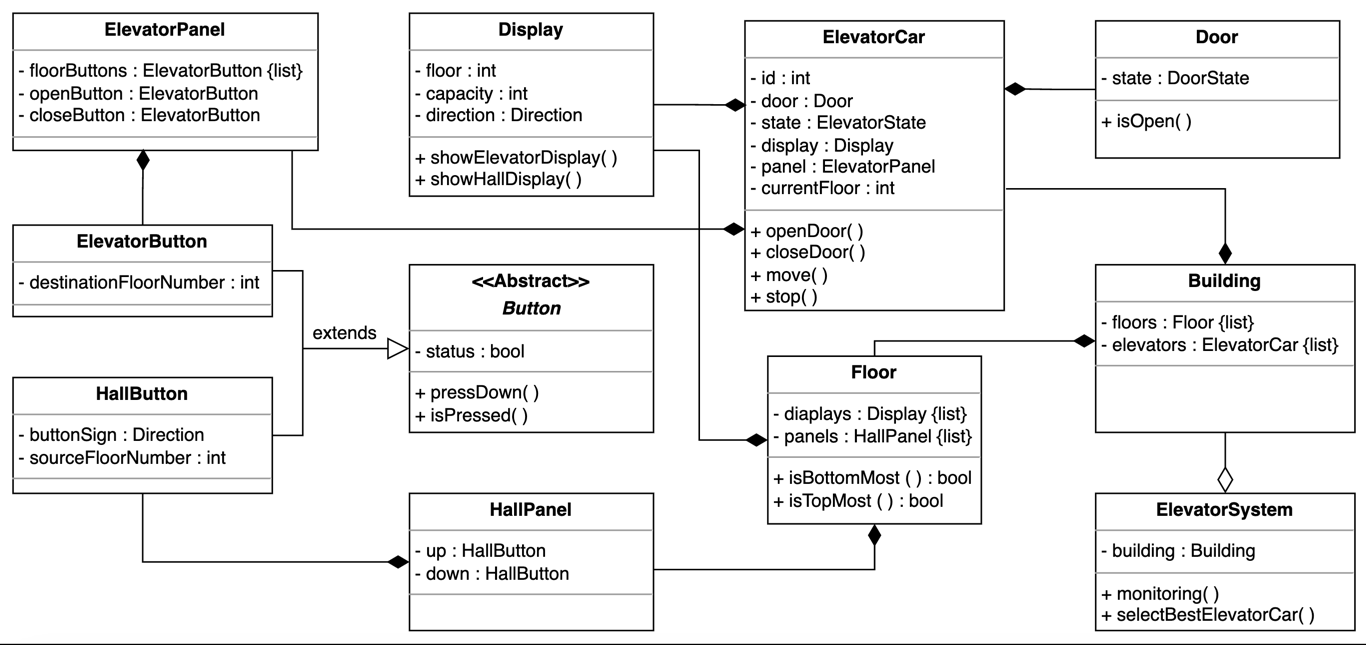 ElevatorPanel
- floorButtons : ElevatorButton {list}
- openButton : ElevatorButton
- closeButton : ElevatorButton
Display
- floor : int
- capacity : int
- direction : Direction
+ showElevatorDisplay( )
+ showHallDisplay( )
ElevatorCar
- id : int
- door : Door
- state : ElevatorState
- display : Display
- panel : ElevatorPanel
- currentFloor : int
+ openDoor( )
+ closeDoor( )
+ move( )
+ stop( )
Door
- state : DoorState
+ isOpen( )
ElevatorButton
- destinationFloorNumber : int
extends
<<Abstract>>
Button
- status : bool
+ pressDown( )
+ isPressed( )
Building
- floors : Floor {list}
- elevators : ElevatorCar {list}
HallButton
- buttonSign : Direction
- sourceFloorNumber : int
Floor
- diaplays : Display {list}
- panels : HallPanel {list}
+ isBottomMost ( ) : bool
+ isTopMost ( ) : bool
HallPanel
- up : HallButton
- down : HallButton
ElevatorSystem
- building : Building
+ monitoring( )
+ selectBestElevatorCar( )